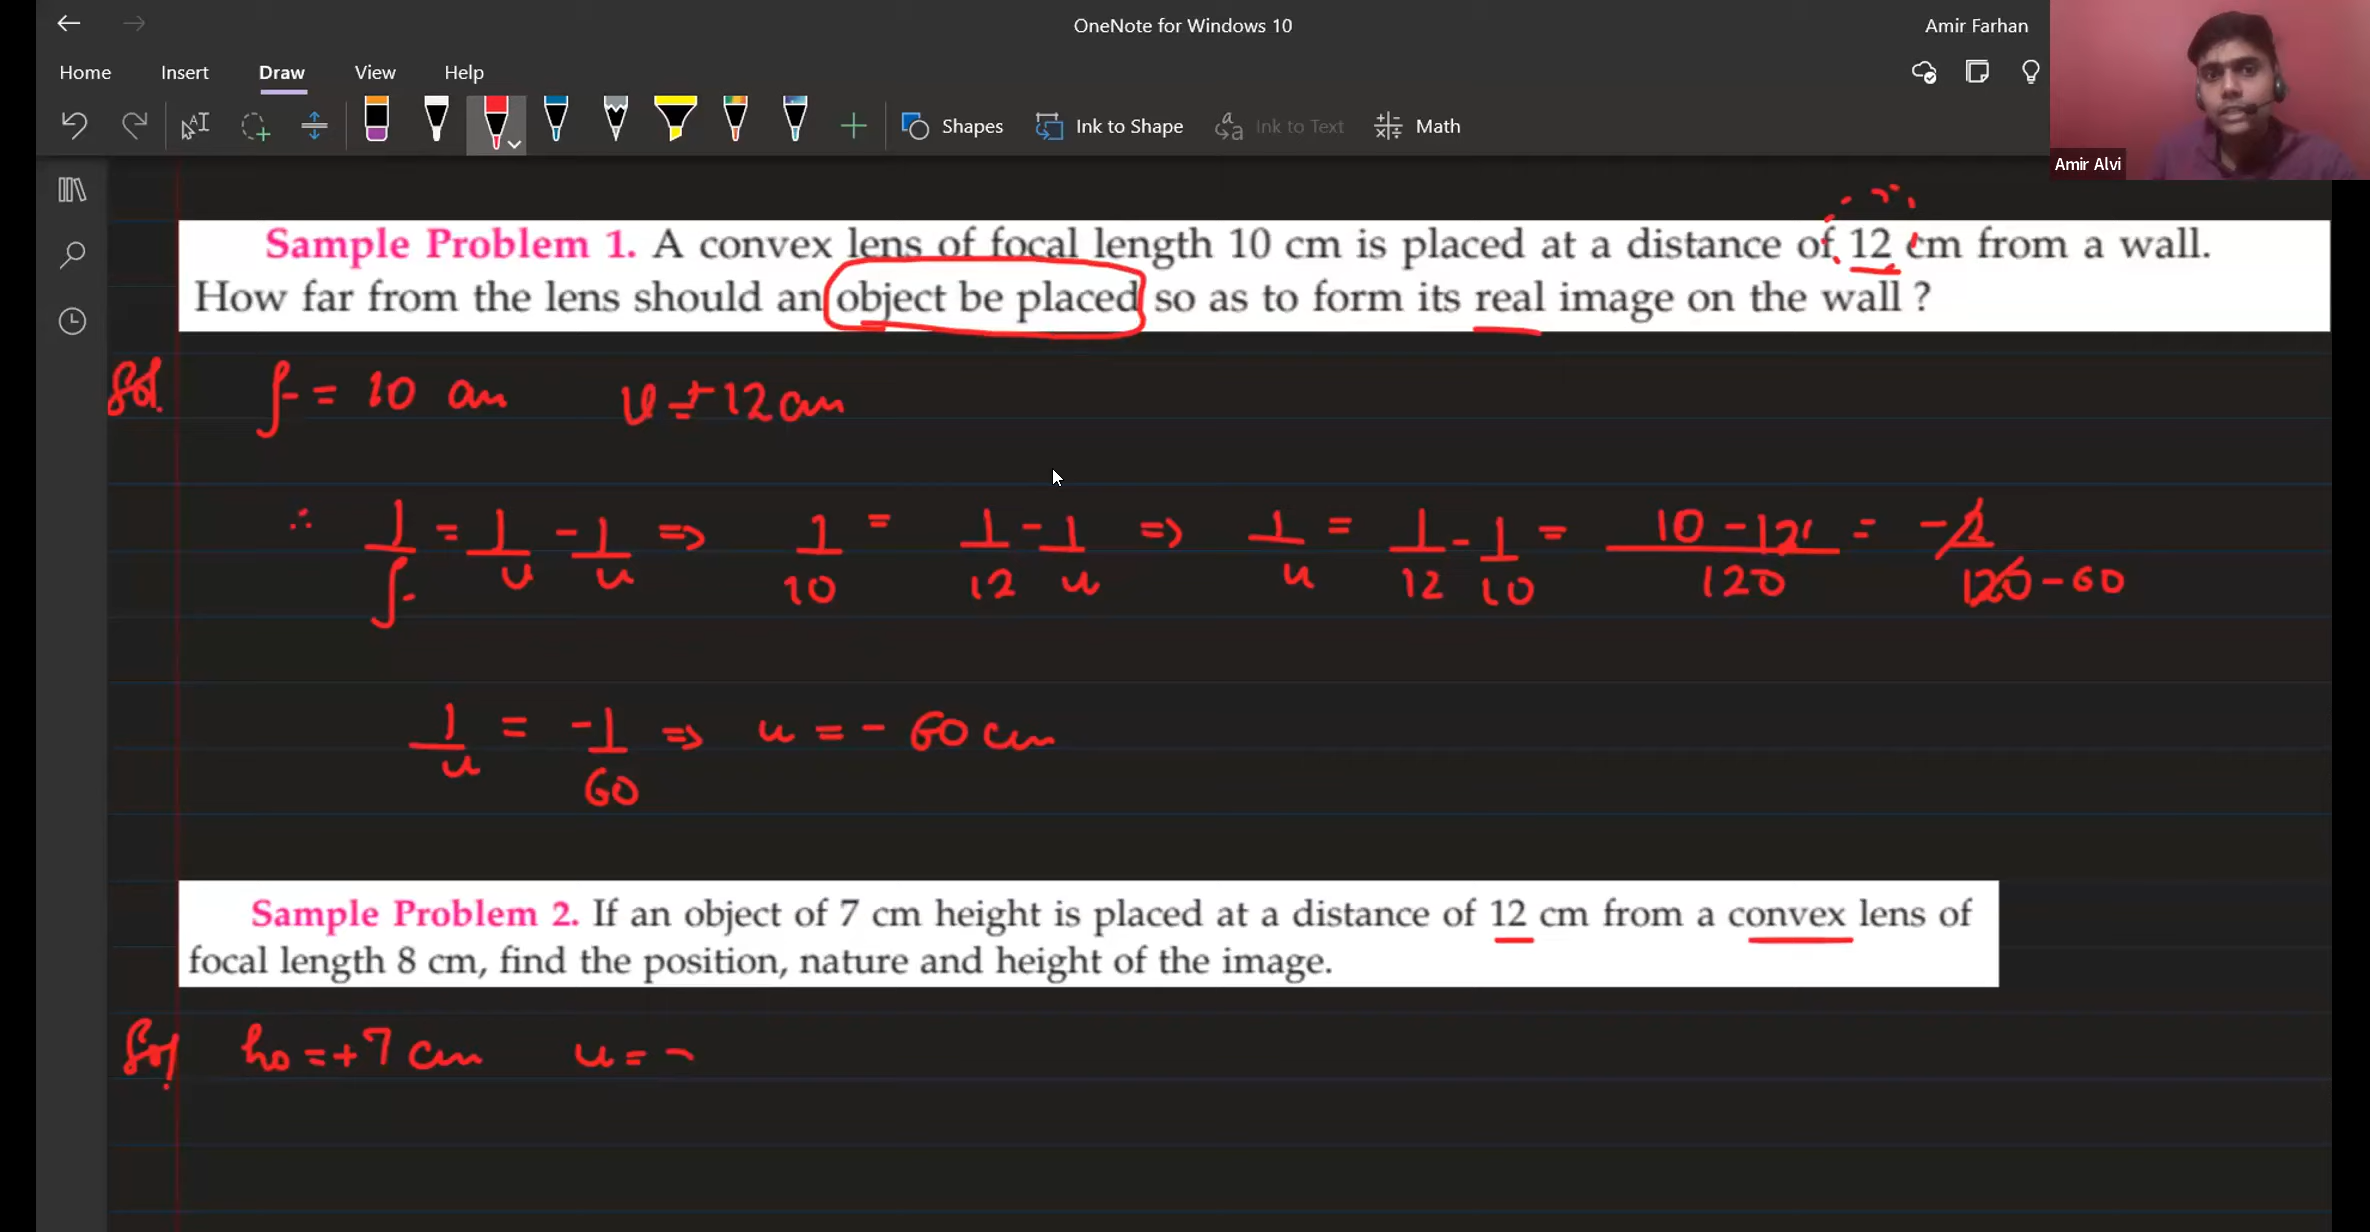 OneNote for Windows 10
Amir Farhan
Home Insert Draw View Help
Shapes Ink to Shape Ink to Text Math
Amir Alvi
Sample Problem 1. A convex lens of focal length 10 cm is placed at a distance of 12 cm from a wall.
How far from the lens should an object be placed so as to form its real image on the wall ?
Sol. f = 10 cm v = +12 cm
∴ 1/f = 1/v - 1/u => 1/10 = 1/12 - 1/u => 1/u = 1/12 - 1/10 = 10 - 12/120 = -2/120 - 60
1/u = -1/60 => u = - 60 cm
Sample Problem 2. If an object of 7 cm height is placed at a distance of 12 cm from a convex lens of
focal length 8 cm, find the position, nature and height of the image.
Sol ho = +7 cm u = -